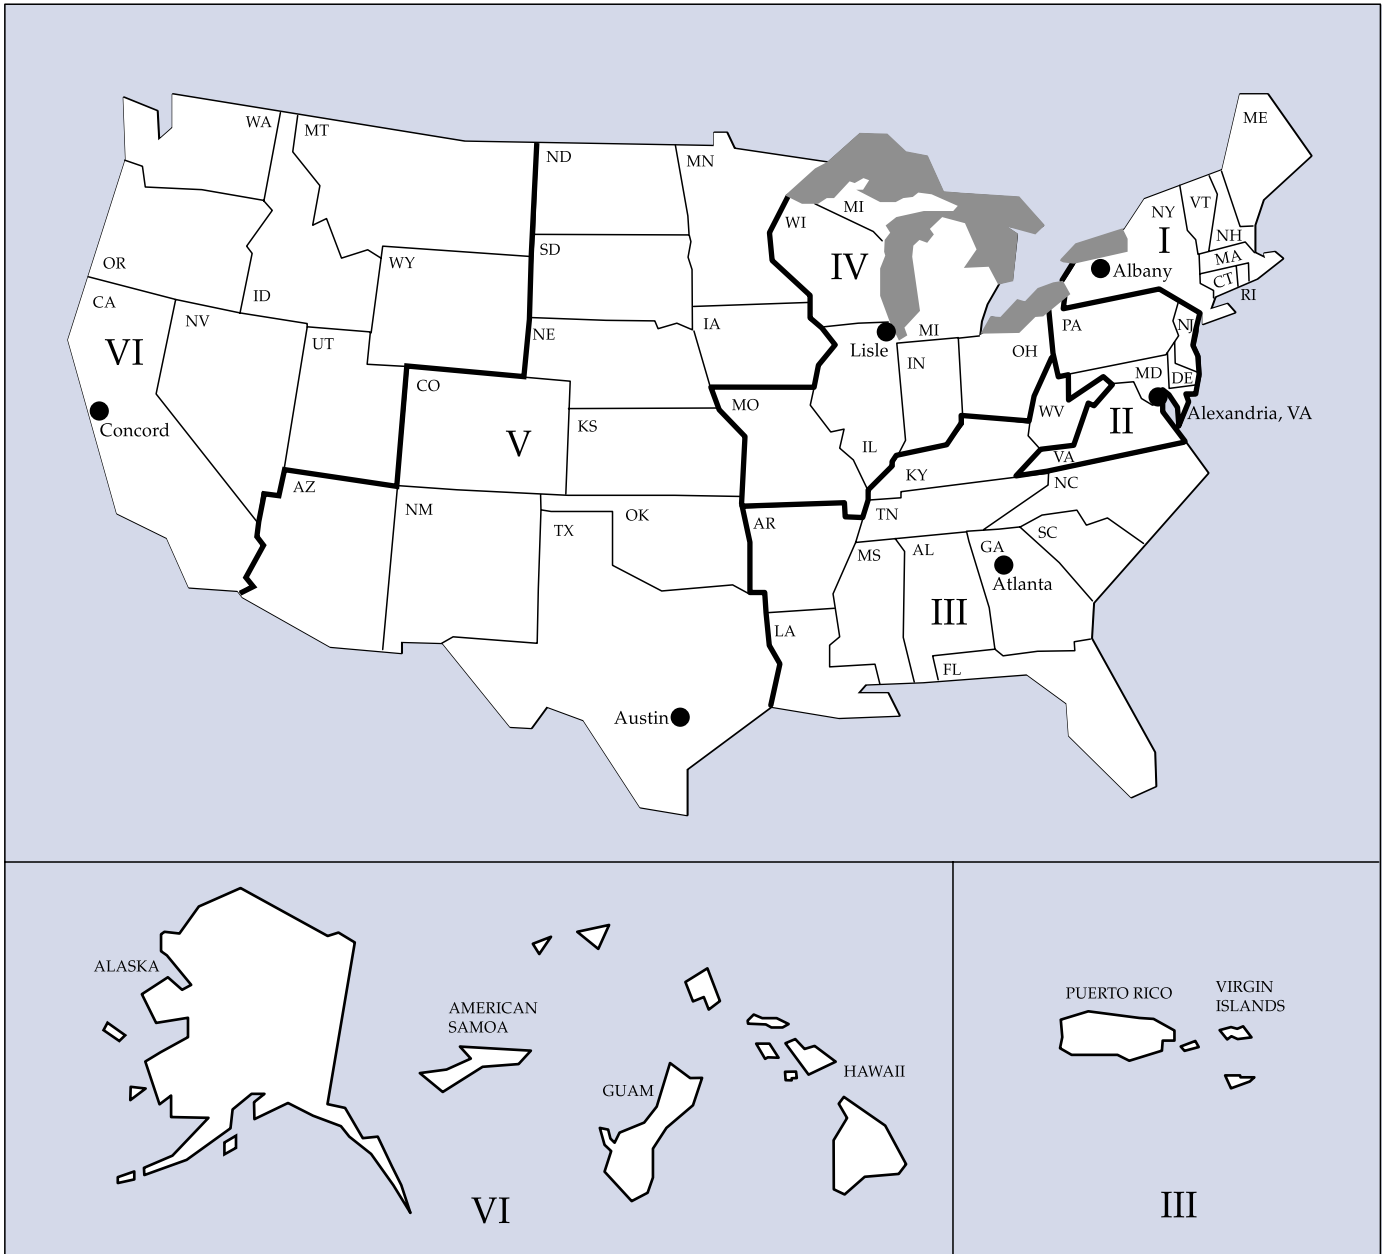 ME
WA
MT
ND
MN
MI
WI
NY
VT
I
NH
MA
CT
RI
OR
WY
SD
IV
Albany
ID
CA
NV
VI
UT
NE
IA
Lisle
MI
IN
OH
PA
NJ
MD
DE
CO
MO
WV
II
Alexandria, VA
Concord
V
KS
IL
VA
KY
AZ
NM
TX
OK
AR
TN
NC
SC
MS
AL
GA
Atlanta
III
LA
FL
Austin
ALASKA
AMERICAN
SAMOA
GUAM
HAWAII
VI
PUERTO RICO
VIRGIN
ISLANDS
III